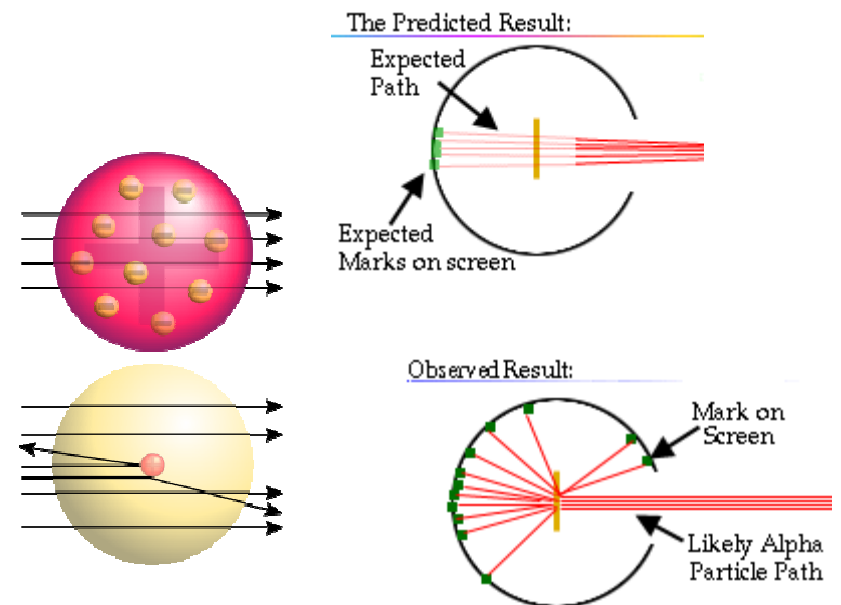 The Predicted Result:
Expected
Path
Expected
Marks on screen
Observed Result:
Mark on
Screen
Likely Alpha
Particle Path